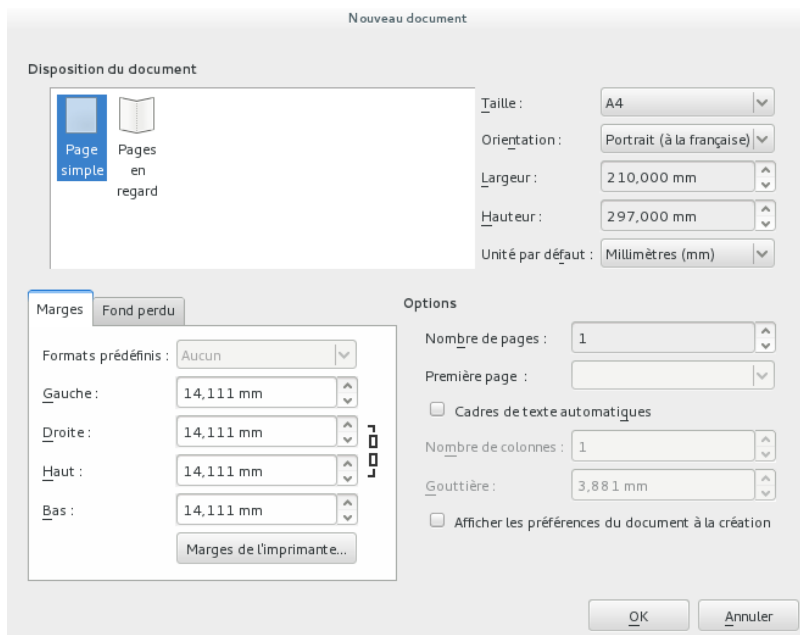 Nouveau document
Disposition du document
Page
simple
Pages
en
regard
Taille :
A4
Orientation :
Portrait (à la française)
Largeur :
210,000 mm
Hauteur :
297,000 mm
Unité par défaut :
Millimètres (mm)
Marges
Fond perdu
Formats prédéfinis :
Aucun
Gauche :
14,111 mm
Droite :
14,111 mm
Haut :
14,111 mm
Bas :
14,111 mm
Marges de l'imprimante...
Options
Nombre de pages :
1
Première page :
Cadres de texte automatiques
Nombre de colonnes :
1
Gouttière :
3,881 mm
Afficher les préférences du document à la création
OK
Annuler